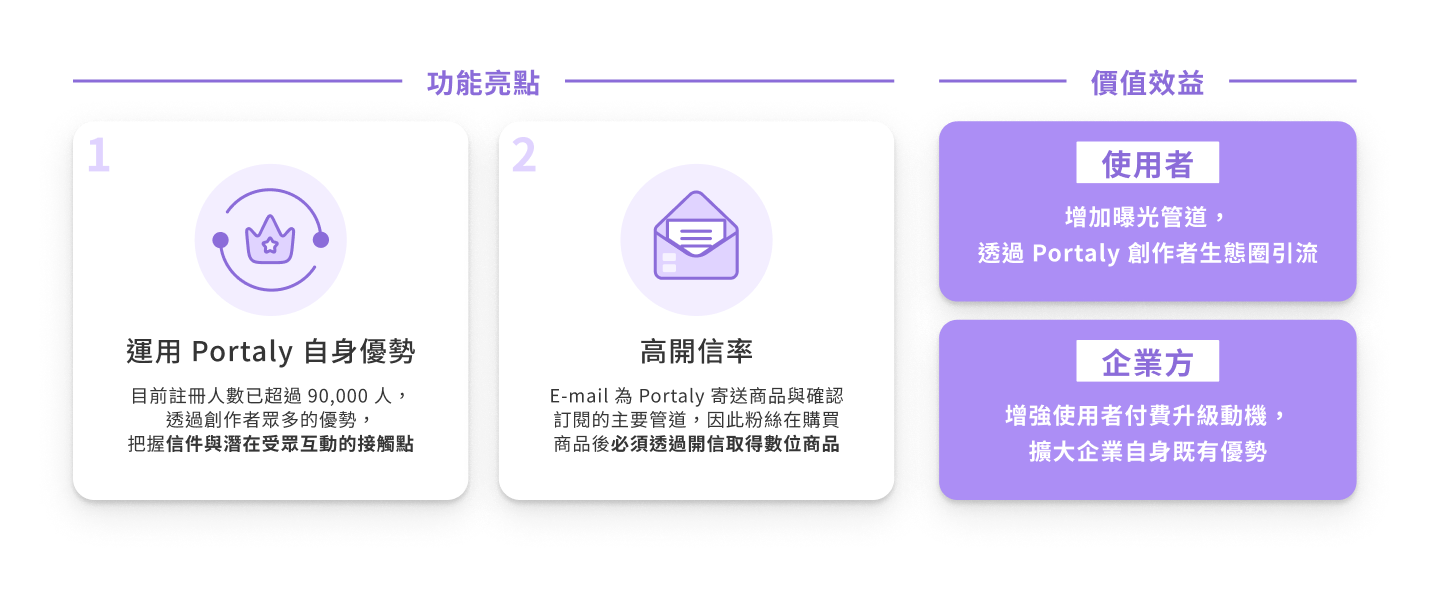 功能亮點
1
運用 Portaly 自身優勢
目前註冊人數已超過 90,000 人，
透過創作者眾多的優勢，
把握信件與潛在受眾互動的接觸點
2
高開信率
E-mail 為 Portaly 寄送商品與確認
訂閱的主要管道，因此粉絲在購買
商品後必須透過開信取得數位商品
價值效益
使用者
增加曝光管道，
透過 Portaly 創作者生態圈引流
企業方
增強使用者付費升級動機，
擴大企業自身既有優勢